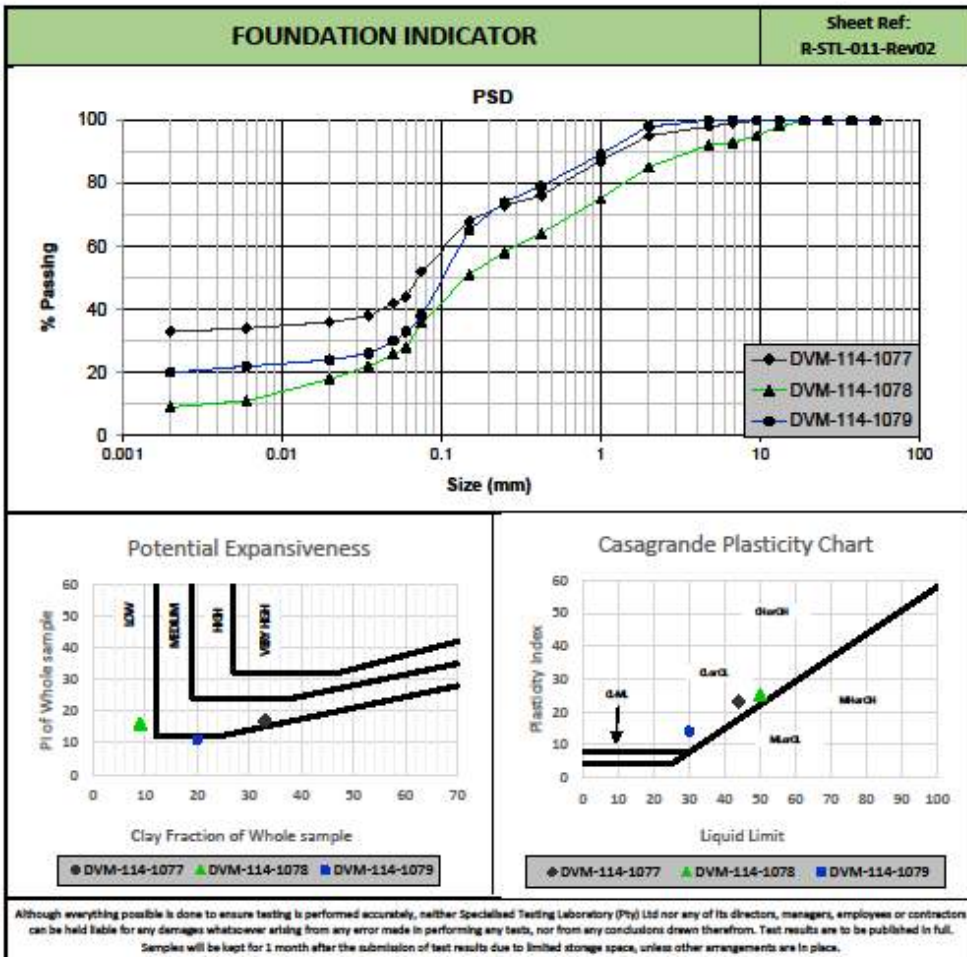 FOUNDATION INDICATOR
Sheet Ref:
R-STL-011-Rev02
PSD
100
80
60
40
20
0
% Passing
0.001 0.01 0.1 1 10 100
Size (mm)
DVM-114-1077
DVM-114-1078
DVM-114-1079
Potential Expansiveness
60
50
40
30
20
10
0
PI of Whole sample
LOW
MEDIUM
HIGH
VERY HIGH
0 10 20 30 40 50 60 70
Clay Fraction of Whole sample
DVM-114-1077 DVM-114-1078 DVM-114-1079
Casagrande Plasticity Chart
60
50
40
30
20
10
0
Plasticity Index
CL-ML
0 10 20 30 40 50 60 70 80 90 100
Liquid Limit
DVM-114-1077 DVM-114-1078 DVM-114-1079
Although everything possible is done to ensure testing is performed accurately, neither Specialised Testing Laboratory (Pty) Ltd nor any of its directors, managers, employees or contractors
can be held liable for any damages whatsoever arising from any error made in performing any tests, nor from any conclusions drawn therefrom. Test results are to be published in full.
Samples will be kept for 1 month after the submission of test results due to limited storage space, unless other arrangements are in place.